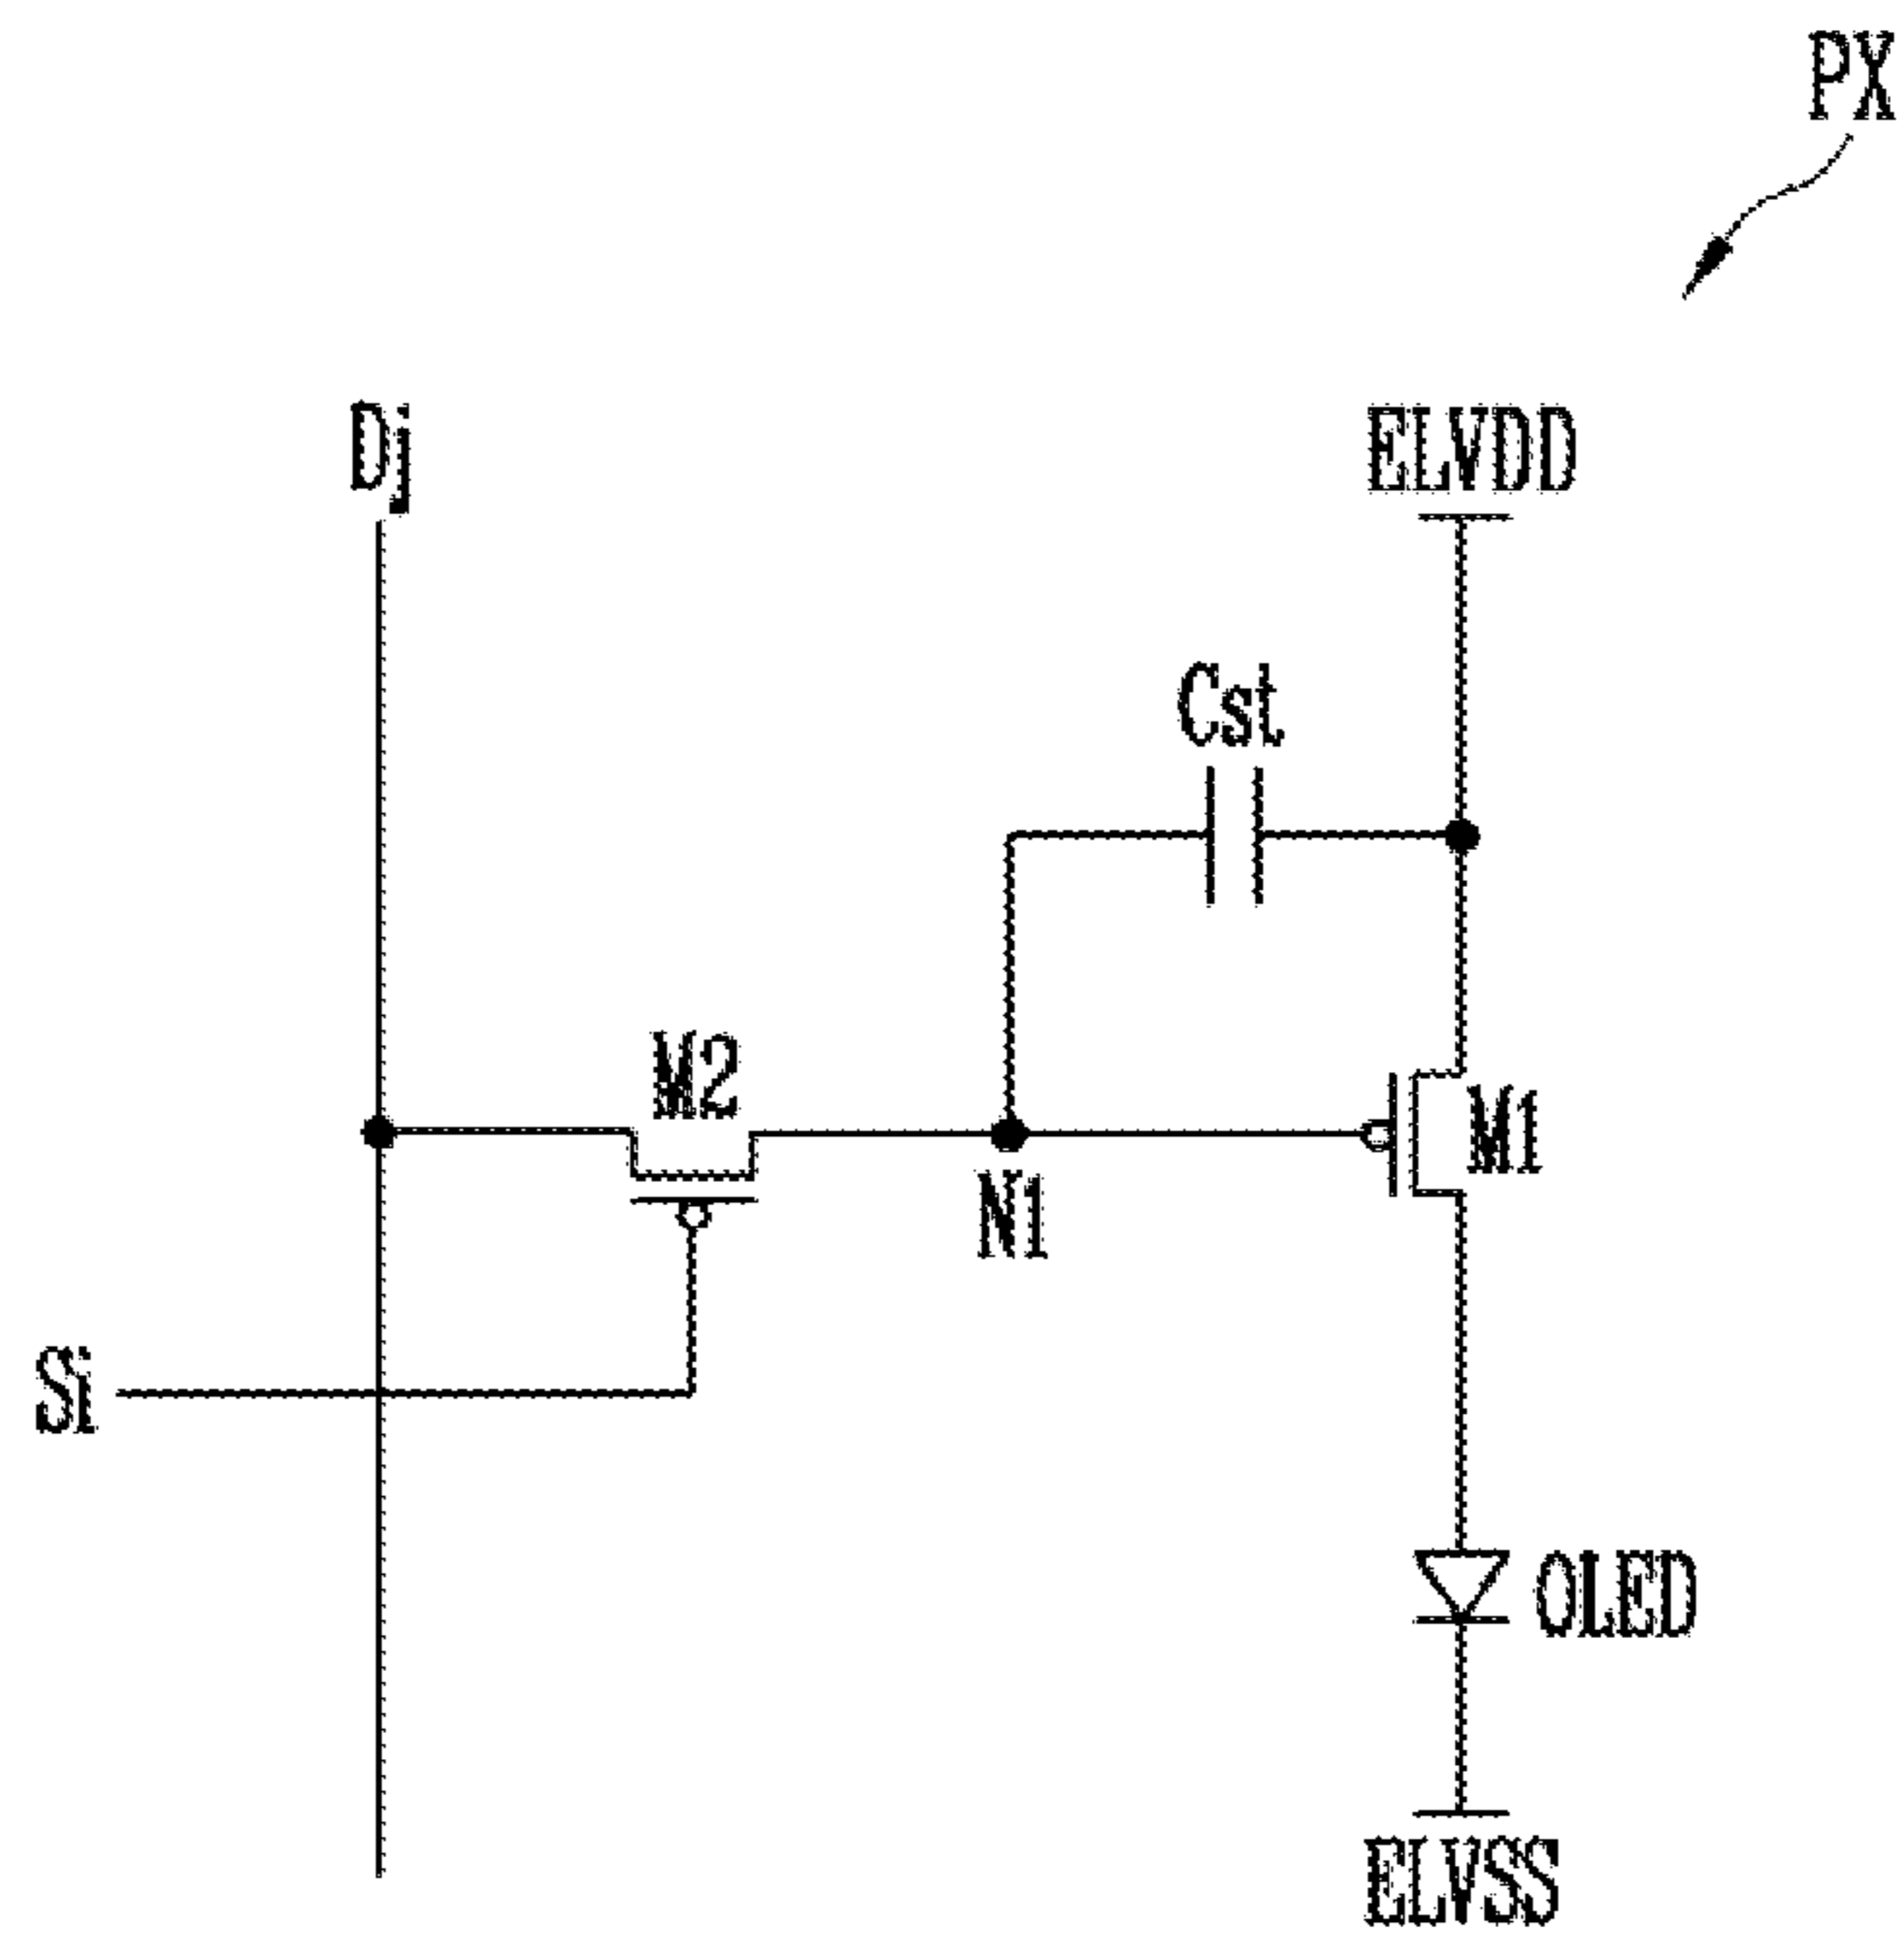 PX
Dj
ELVDD
Cst
M2
M1
N1
Si
OLED
ELVSS